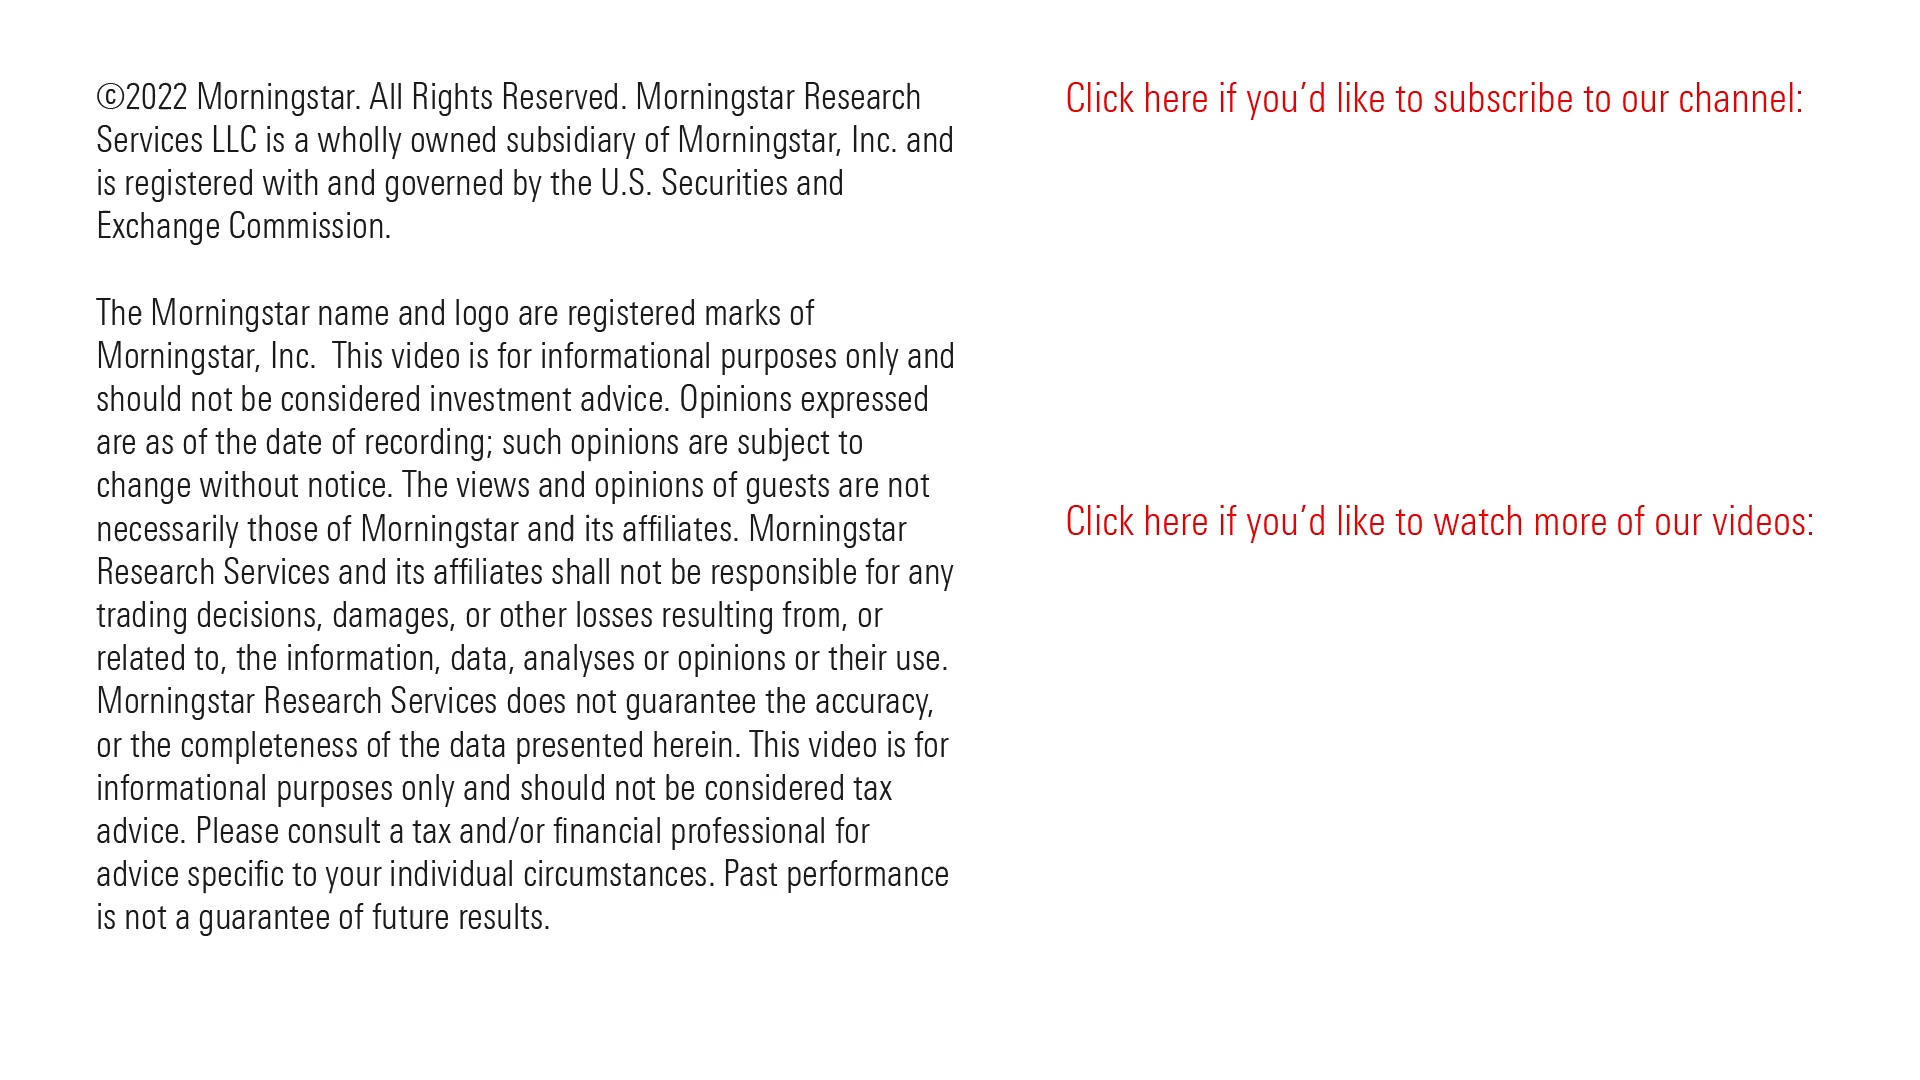 ©2022 Morningstar. All Rights Reserved. Morningstar Research
Services LLC is a wholly owned subsidiary of Morningstar, Inc. and
is registered with and governed by the U.S. Securities and
Exchange Commission.
The Morningstar name and logo are registered marks of
Morningstar, Inc.  This video is for informational purposes only and
should not be considered investment advice. Opinions expressed
are as of the date of recording; such opinions are subject to
change without notice. The views and opinions of guests are not
necessarily those of Morningstar and its affiliates. Morningstar
Research Services and its affiliates shall not be responsible for any
trading decisions, damages, or other losses resulting from, or
related to, the information, data, analyses or opinions or their use.
Morningstar Research Services does not guarantee the accuracy,
or the completeness of the data presented herein. This video is for
informational purposes only and should not be considered tax
advice. Please consult a tax and/or financial professional for
advice specific to your individual circumstances. Past performance
is not a guarantee of future results.
Click here if you’d like to subscribe to our channel:
Click here if you’d like to watch more of our videos: